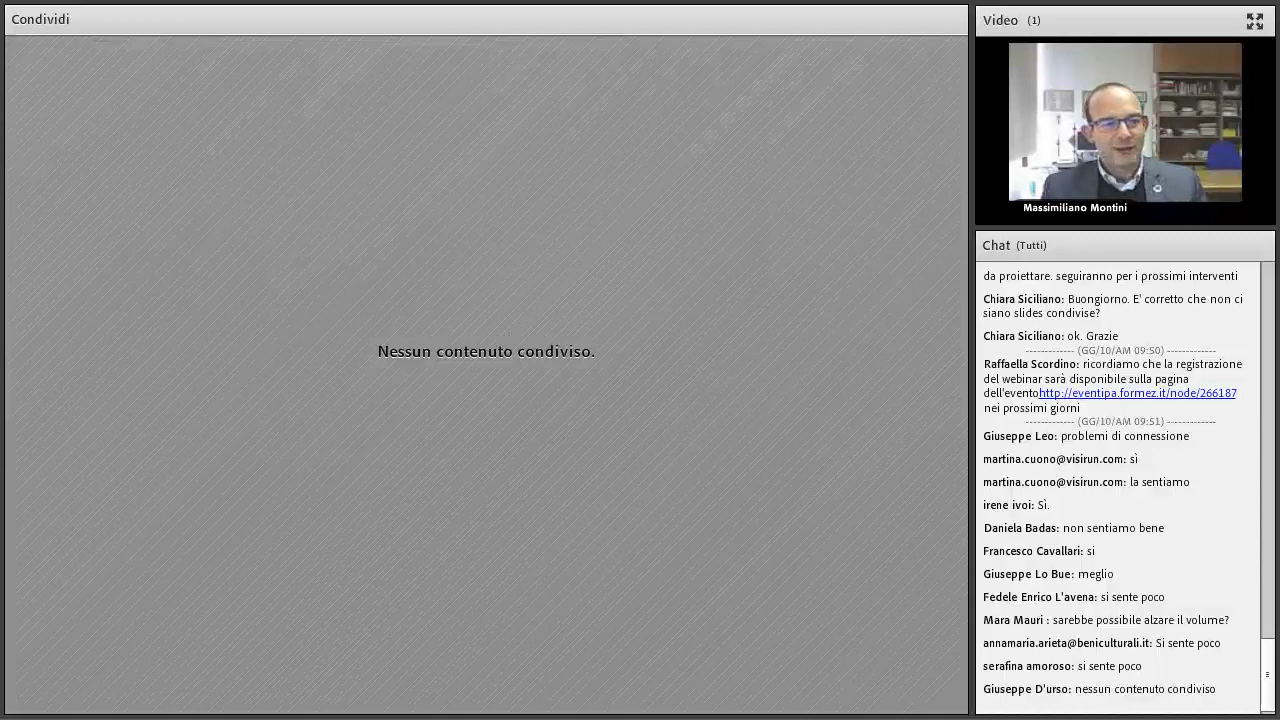 Condividi
Nessun contenuto condiviso.
Video (1)
Massimiliano Montini
Chat (Tutti)
da proiettare. seguiranno per i prossimi interventi
Chiara Siciliano: Buongiorno. E' corretto che non ci
siano slides condivise?
Chiara Siciliano: ok. Grazie
------------- (GG/10/AM 09:50) -------------
Raffaella Scordino: ricordiamo che la registrazione
del webinar sarà disponibile sulla pagina
dell'eventohttp://eventipa.formez.it/node/266187
nei prossimi giorni
------------- (GG/10/AM 09:51) -------------
Giuseppe Leo: problemi di connessione
martina.cuono@visirun.com: sì
martina.cuono@visirun.com: la sentiamo
irene ivoi: Sì.
Daniela Badas: non sentiamo bene
Francesco Cavallari: si
Giuseppe Lo Bue: meglio
Fedele Enrico L'avena: si sente poco
Mara Mauri : sarebbe possibile alzare il volume?
annamaria.arieta@beniculturali.it: Si sente poco
serafina amoroso: si sente poco
Giuseppe D'urso: nessun contenuto condiviso